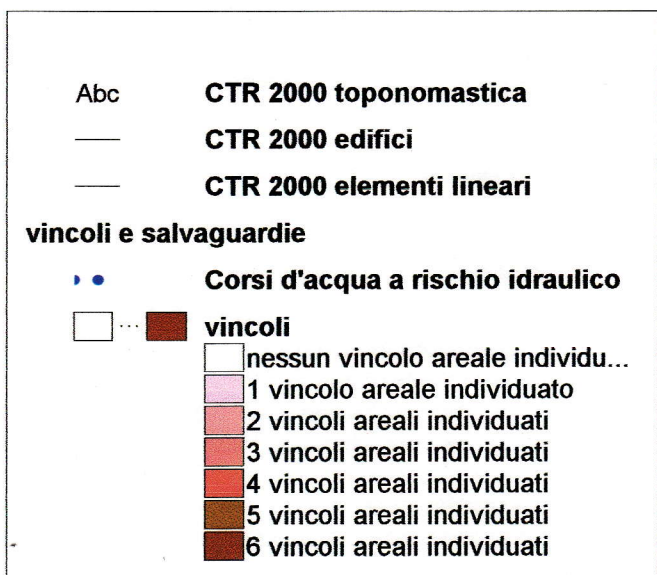 Abc CTR 2000 toponomastica
CTR 2000 edifici
CTR 2000 elementi lineari
vincoli e salvaguardie
Corsi d'acqua a rischio idraulico
... vincoli
nessun vincolo areale individu...
1 vincolo areale individuato
2 vincoli areali individuati
3 vincoli areali individuati
4 vincoli areali individuati
5 vincoli areali individuati
6 vincoli areali individuati